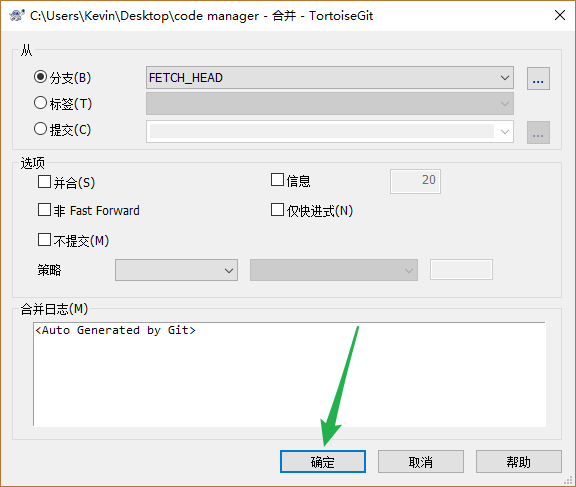 C:\Users\Kevin\Desktop\code manager - 合并 - TortoiseGit
从
分支(B) FETCH_HEAD ...
标签(T)
提交(C) ...
选项
并合(S) 信息 20
非 Fast Forward 仅快进式(N)
不提交(M)
策略
合并日志(M)
<Auto Generated by Git>
确定 取消 帮助